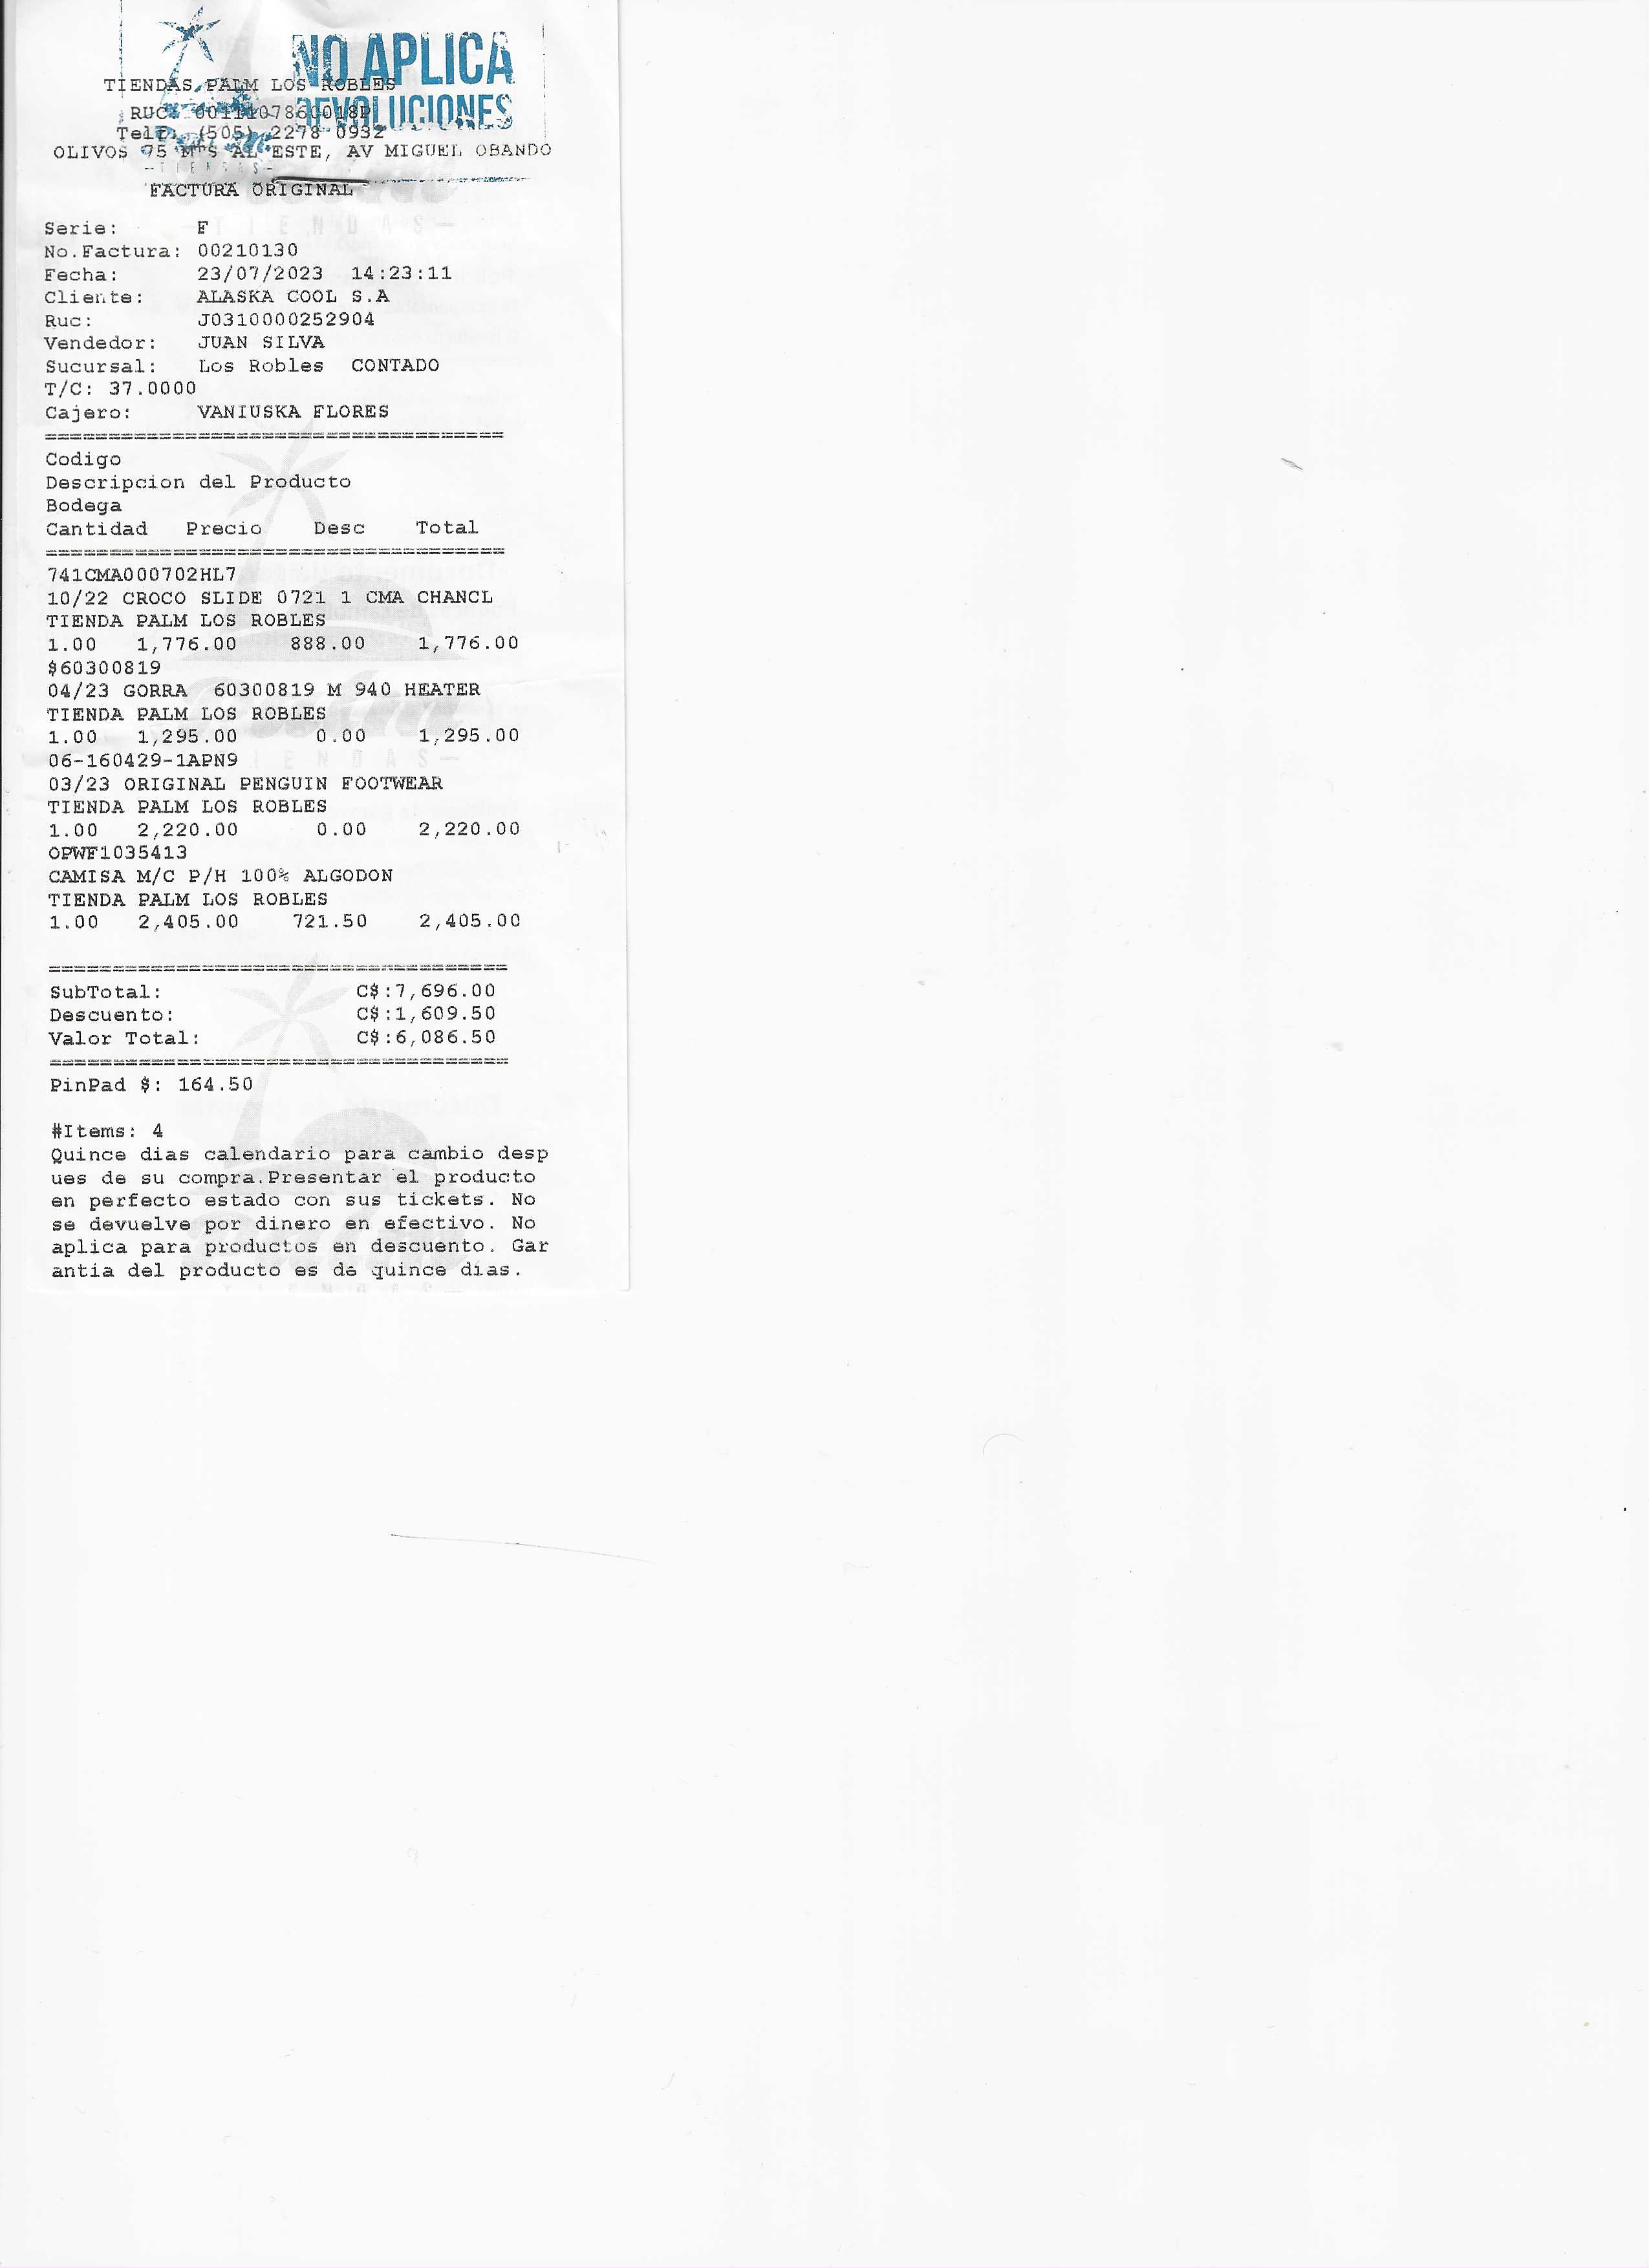 NO APLICA
DEVOLUCIONES
TIENDAS PALM LOS ROBLES
RUC: 0011107860018P
Telf. (505) 2278-0932
OLIVOS 75 MTS AL ESTE, AV MIGUEL OBANDO
-TIENDAS-
FACTURA ORIGINAL
Serie: F
No.Factura: 00210130
Fecha: 23/07/2023 14:23:11
Cliente: ALASKA COOL S.A
Ruc: J0310000252904
Vendedor: JUAN SILVA
Sucursal: Los Robles CONTADO
T/C: 37.0000
Cajero: VANIUSKA FLORES
Codigo
Descripcion del Producto
Bodega
Cantidad Precio Desc Total
741CMA000702HL7
10/22 CROCO SLIDE 0721 1 CMA CHANCL
TIENDA PALM LOS ROBLES
1.00 1,776.00 888.00 1,776.00
$60300819
04/23 GORRA 60300819 M 940 HEATER
TIENDA PALM LOS ROBLES
1.00 1,295.00 0.00 1,295.00
06-160429-1APN9
03/23 ORIGINAL PENGUIN FOOTWEAR
TIENDA PALM LOS ROBLES
1.00 2,220.00 0.00 2,220.00
OPWF1035413
CAMISA M/C P/H 100% ALGODON
TIENDA PALM LOS ROBLES
1.00 2,405.00 721.50 2,405.00
SubTotal: C$:7,696.00
Descuento: C$:1,609.50
Valor Total: C$:6,086.50
PinPad $: 164.50
#Items: 4
Quince dias calendario para cambio desp
ues de su compra.Presentar el producto
en perfecto estado con sus tickets. No
se devuelve por dinero en efectivo. No
aplica para productos en descuento. Gar
antia del producto es de quince dias.